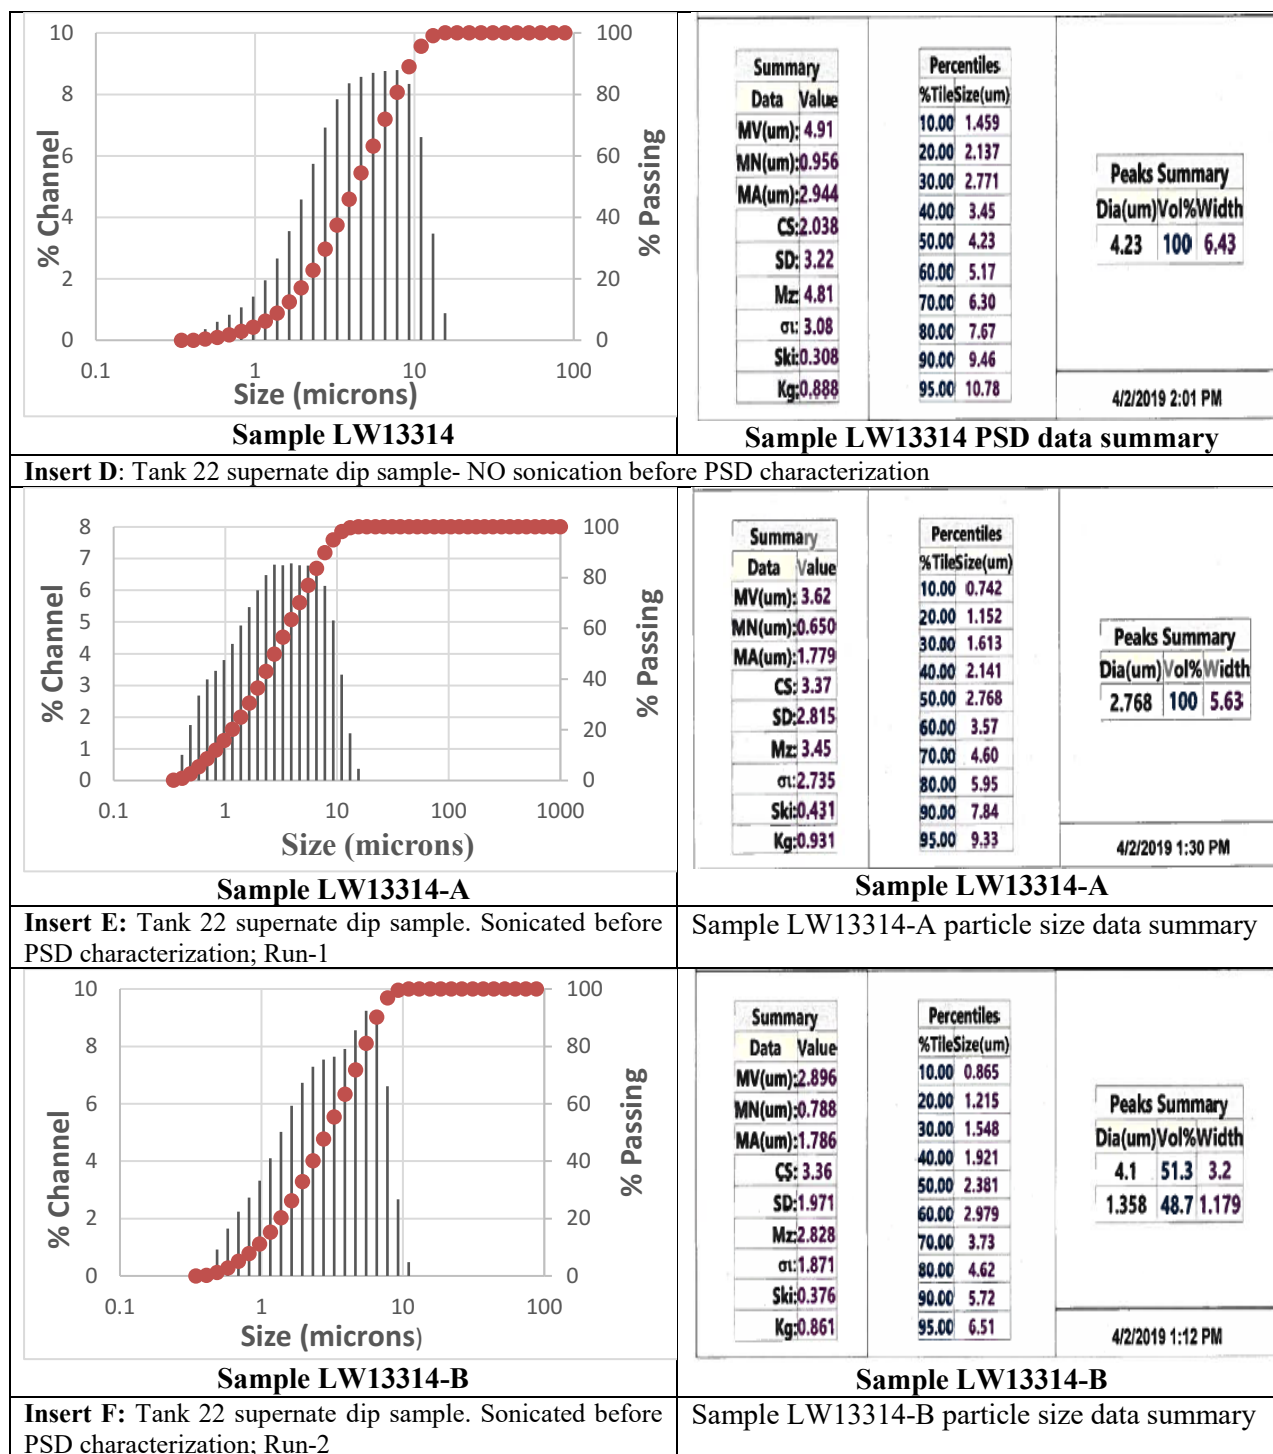 10
8
6
4
2
0
% Channel
100
80
60
40
20
0
% Passing
0.1 1 10 100
Size (microns)
Sample LW13314
Summary
Data Value
MV(um): 4.91
MN(um): 0.956
MA(um): 2.944
CS: 2.038
SD: 3.22
Mz: 4.81
σι: 3.08
Ski: 0.308
Kg: 0.888
Percentiles
%Tile Size(um)
10.00 1.459
20.00 2.137
30.00 2.771
40.00 3.45
50.00 4.23
60.00 5.17
70.00 6.30
80.00 7.67
90.00 9.46
95.00 10.78
Peaks Summary
Dia(um) Vol% Width
4.23 100 6.43
4/2/2019 2:01 PM
Sample LW13314 PSD data summary
Insert D: Tank 22 supernate dip sample- NO sonication before PSD characterization
8
7
6
5
4
3
2
1
0
% Channel
100
80
60
40
20
0
% Passing
0.1 1 10 100 1000
Size (microns)
Sample LW13314-A
Summary
Data Value
MV(um): 3.62
MN(um): 0.650
MA(um): 1.779
CS: 3.37
SD: 2.815
Mz: 3.45
σι: 2.735
Ski: 0.431
Kg: 0.931
Percentiles
%Tile Size(um)
10.00 0.742
20.00 1.152
30.00 1.613
40.00 2.141
50.00 2.768
60.00 3.57
70.00 4.60
80.00 5.95
90.00 7.84
95.00 9.33
Peaks Summary
Dia(um) Vol% Width
2.768 100 5.63
4/2/2019 1:30 PM
Sample LW13314-A
Insert E: Tank 22 supernate dip sample. Sonicated before
PSD characterization; Run-1
Sample LW13314-A particle size data summary
10
8
6
4
2
0
% Channel
100
80
60
40
20
0
% Passing
0.1 1 10 100
Size (microns)
Sample LW13314-B
Summary
Data Value
MV(um): 2.896
MN(um): 0.788
MA(um): 1.786
CS: 3.36
SD: 1.971
Mz: 2.828
σι: 1.871
Ski: 0.376
Kg: 0.861
Percentiles
%Tile Size(um)
10.00 0.865
20.00 1.215
30.00 1.548
40.00 1.921
50.00 2.381
60.00 2.979
70.00 3.73
80.00 4.62
90.00 5.72
95.00 6.51
Peaks Summary
Dia(um) Vol% Width
4.1 51.3 3.2
1.358 48.7 1.179
4/2/2019 1:12 PM
Sample LW13314-B
Insert F: Tank 22 supernate dip sample. Sonicated before
PSD characterization; Run-2
Sample LW13314-B particle size data summary